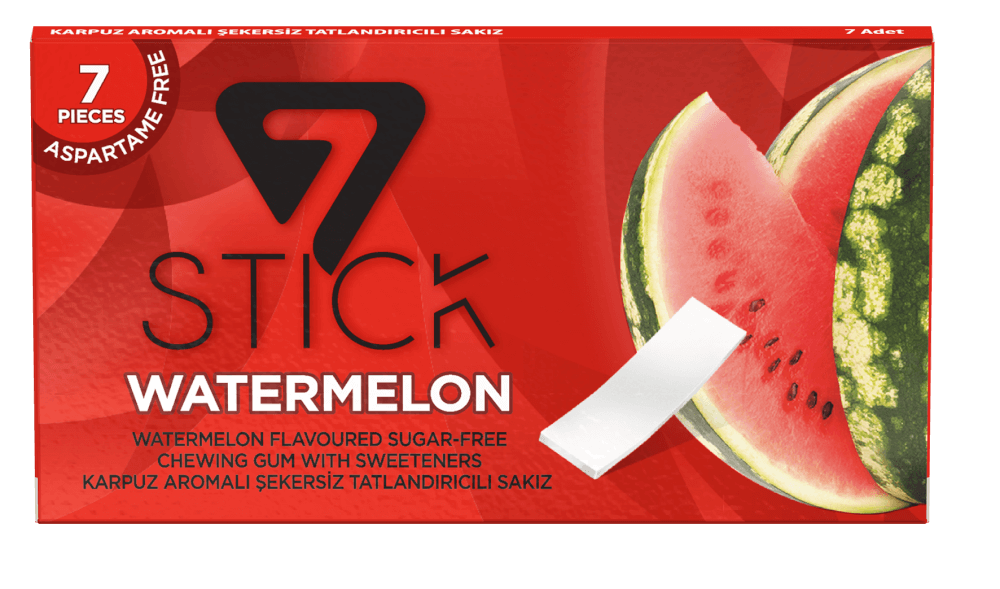 KARPUZ AROMALI ŞEKERSİZ TATLANDIRICILI SAKIZ
7 Adet
7
PIECES
ASPARTAME FREE
7
STICK
WATERMELON
WATERMELON FLAVOURED SUGAR-FREE
CHEWING GUM WITH SWEETENERS
KARPUZ AROMALI ŞEKERSİZ TATLANDIRICILI SAKIZ